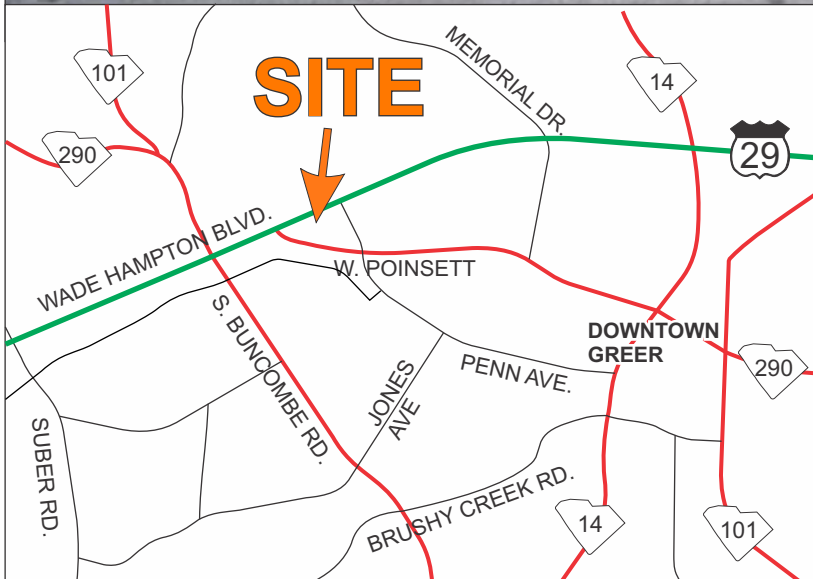 101
SITE
MEMORIAL DR.
14
290
29
WADE HAMPTON BLVD.
W. POINSETT
S. BUNCOMBE RD.
DOWNTOWN
GREER
290
JONES
AVE
PENN AVE.
SUBER RD.
BRUSHY CREEK RD.
14
101